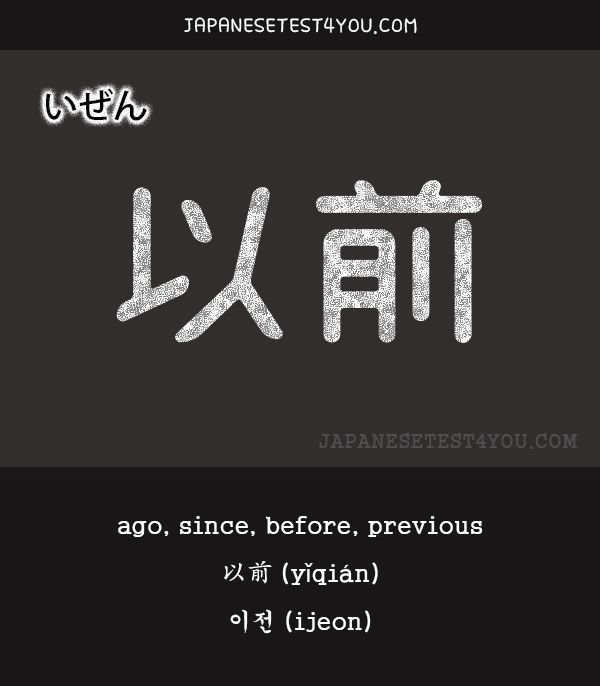 JAPANESETEST4YOU.COM
いぜん
以前
JAPANESETEST4YOU.COM
ago, since, before, previous
以前 (yǐqián)
이전 (ijeon)